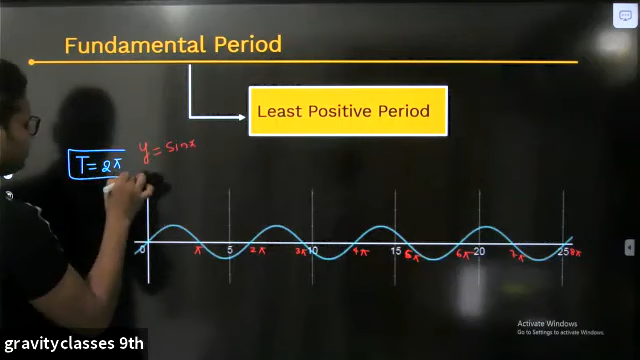 Fundamental Period
Least Positive Period
y = sinx
T = 2π
0 π 5 2π 3π 10 4π 15 5π 6π 20 7π 25 8π
Activate Windows
Go to Settings to activate Windows.
gravityclasses 9th